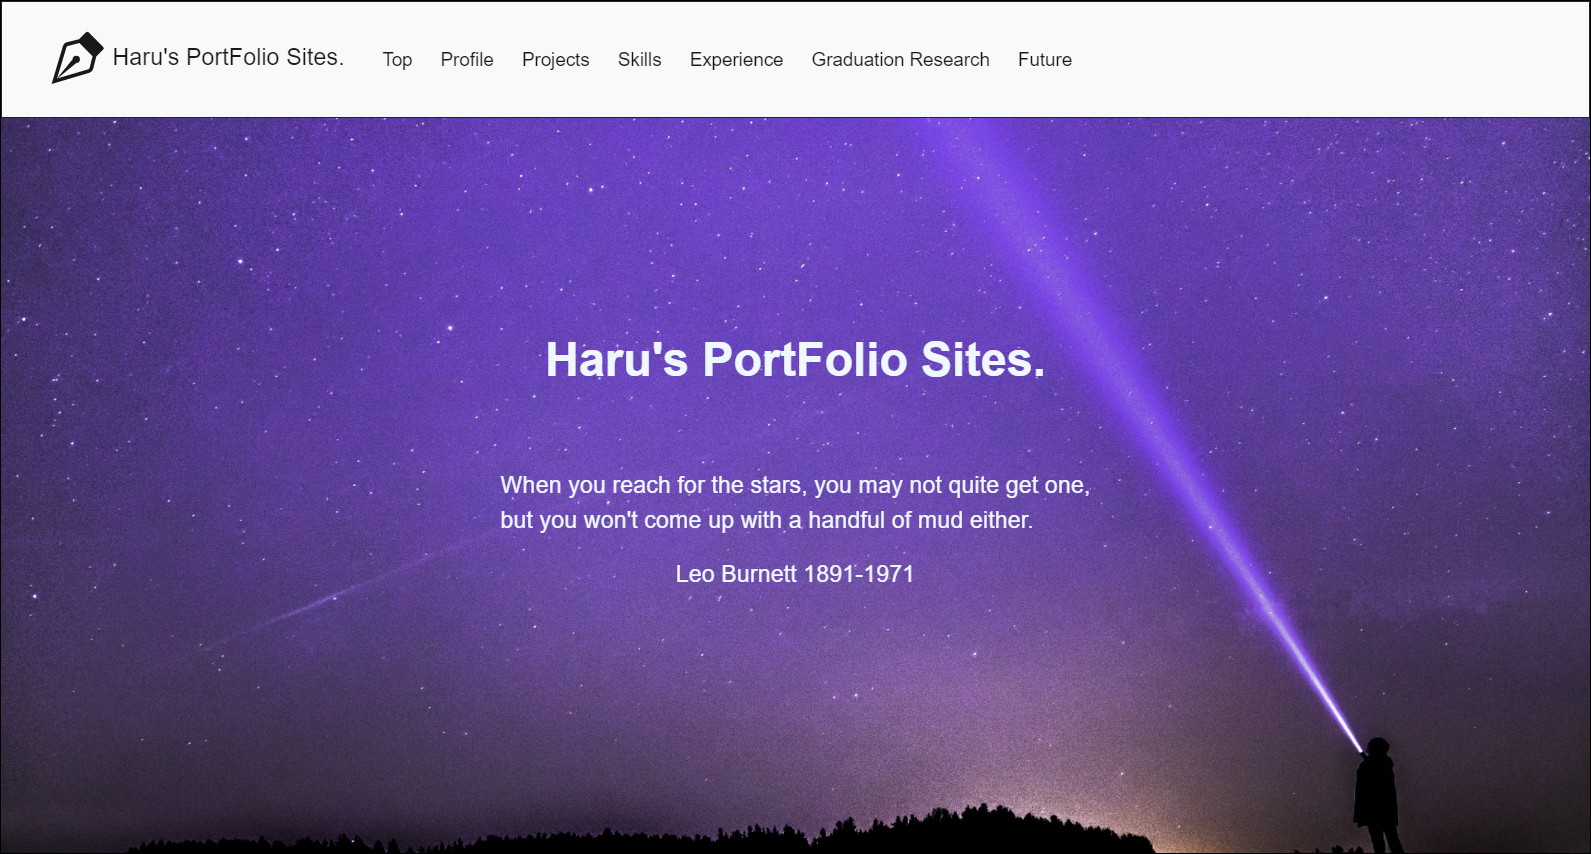 Haru's PortFolio Sites.
Top
Profile
Projects
Skills
Experience
Graduation Research
Future
Haru's PortFolio Sites.
When you reach for the stars, you may not quite get one,
but you won't come up with a handful of mud either.
Leo Burnett 1891-1971